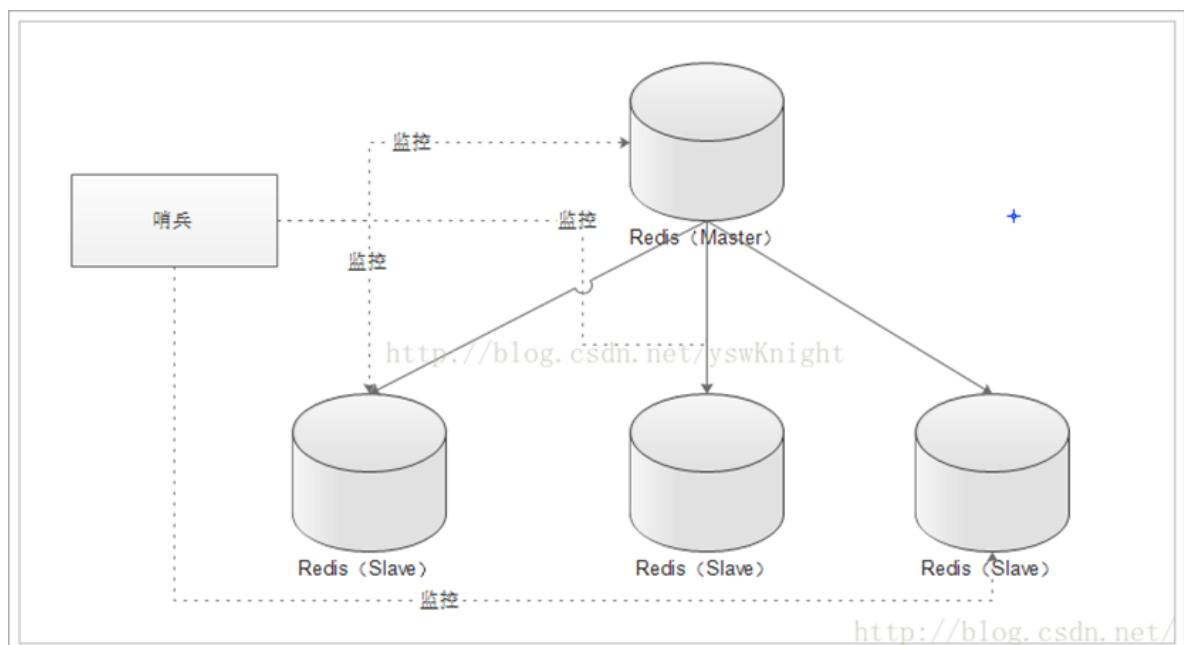 监控
哨兵
监控
Redis（Master）
监控
http://blog.csdn.net/yswKnight
Redis（Slave）
Redis（Slave）
Redis（Slave）
监控
http://blog.csdn.net/